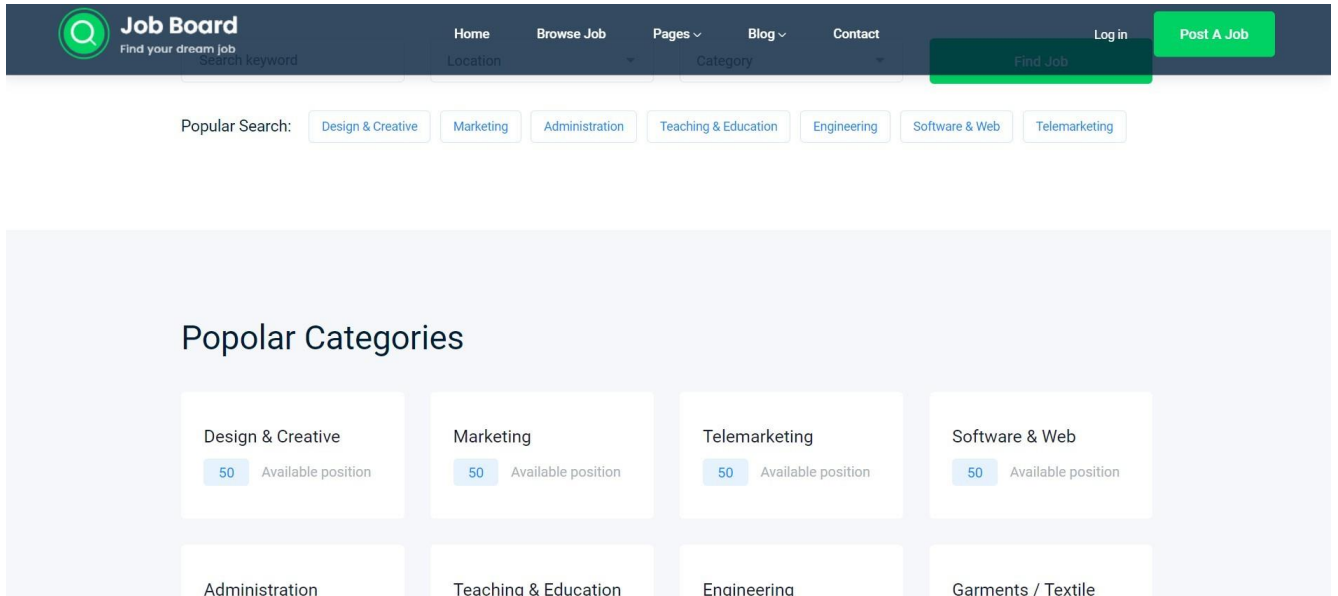 Job Board
Find your dream job
Home Browse Job Pages Blog Contact Log in Post A Job
Search keyword Location Category Find Job
Popular Search: Design & Creative Marketing Administration Teaching & Education Engineering Software & Web Telemarketing
Popolar Categories
Design & Creative Marketing Telemarketing Software & Web
50 Available position 50 Available position 50 Available position 50 Available position
Administration Teaching & Education Engineering Garments / Textile